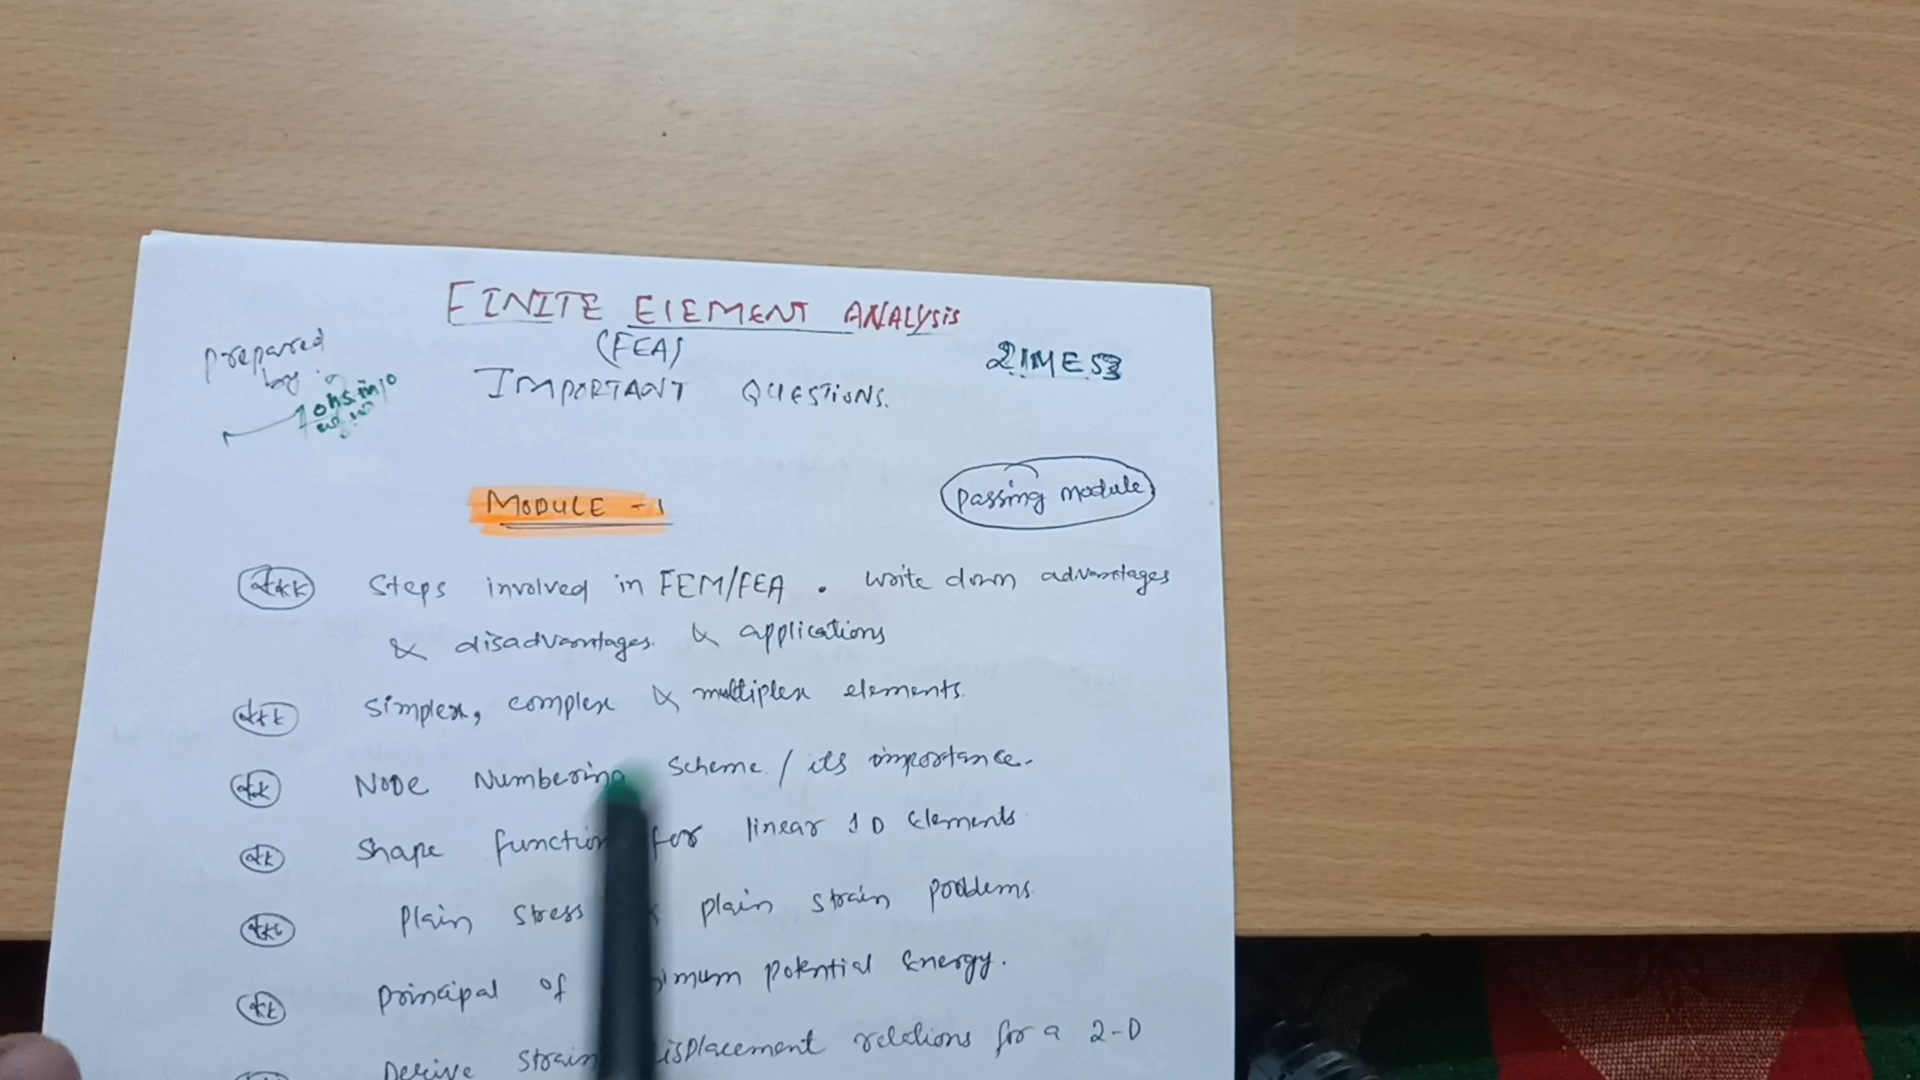 FINITE ELEMENT ANALYSIS
(FEA)
21ME53
prepared
by
IMPORTANT QUESTIONS.
MODULE - 1
passing module
Steps involved in FEM/FEA. write down advantages
& disadvantages. & applications
simplex, complex & multiplex elements.
NODE Numbering Scheme / its importance.
shape function for linear 1D Elements
plain stress plain strain problems
principal of potential Energy.
Derive strain relations for a 2-D